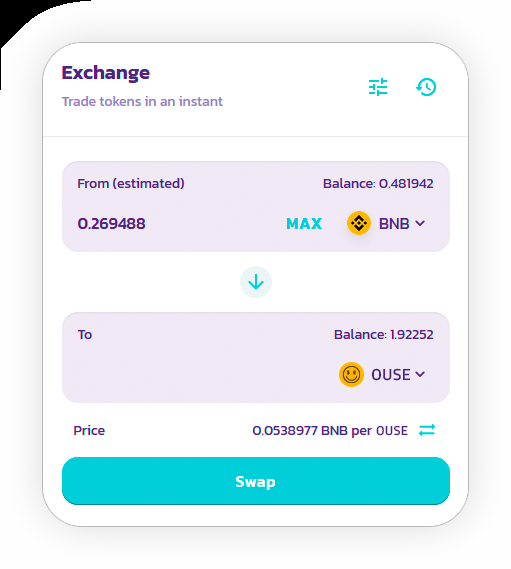 Exchange
Trade tokens in an instant
From (estimated) Balance: 0.481942
0.269488 MAX BNB
To Balance: 1.92252
OUSE
Price 0.0538977 BNB per OUSE
Swap